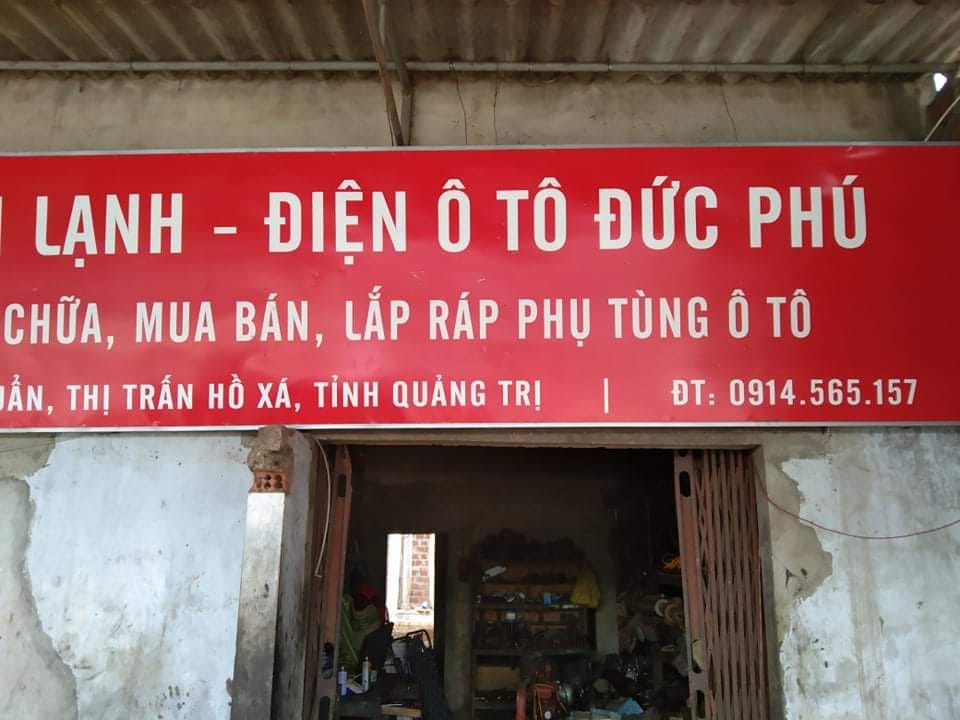 LẠNH - ĐIỆN Ô TÔ ĐỨC PHÚ
CHỮA, MUA BÁN, LẮP RÁP PHỤ TÙNG Ô TÔ
UẨN, THỊ TRẤN HỒ XÁ, TỈNH QUẢNG TRỊ | ĐT: 0914.565.157